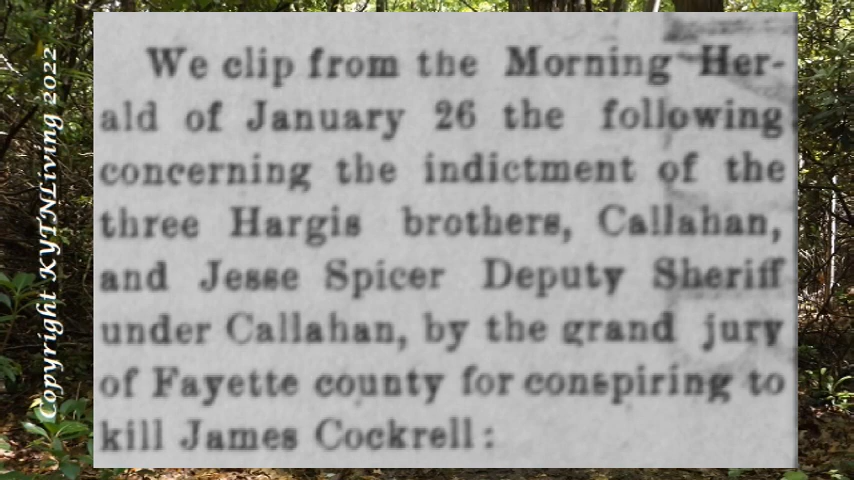 We clip from the Morning Her-
ald of January 26 the following
concerning the indictment of the
three Hargis brothers, Callahan,
and Jesse Spicer Deputy Sheriff
under Callahan, by the grand jury
of Fayette county for conspiring to
kill James Cockrell:
Copyright KYTNLiving 2022